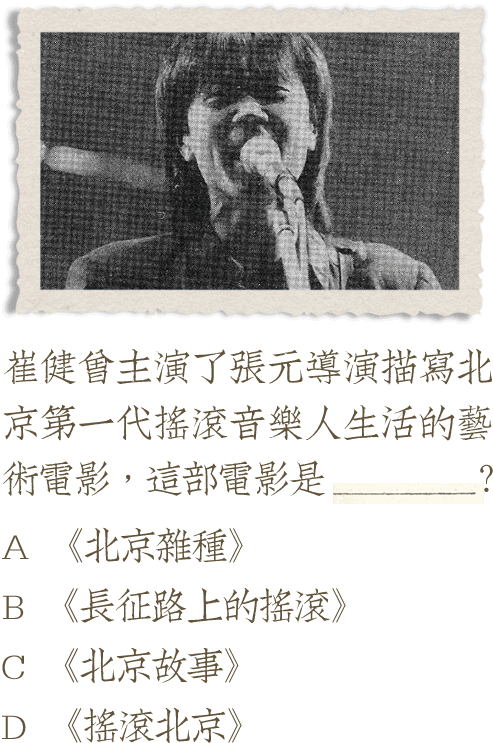 崔健曾主演了張元導演描寫北
京第一代搖滾音樂人生活的藝
術電影，這部電影是 ________ ?
A 《北京雜種》
B 《長征路上的搖滾》
C 《北京故事》
D 《搖滾北京》